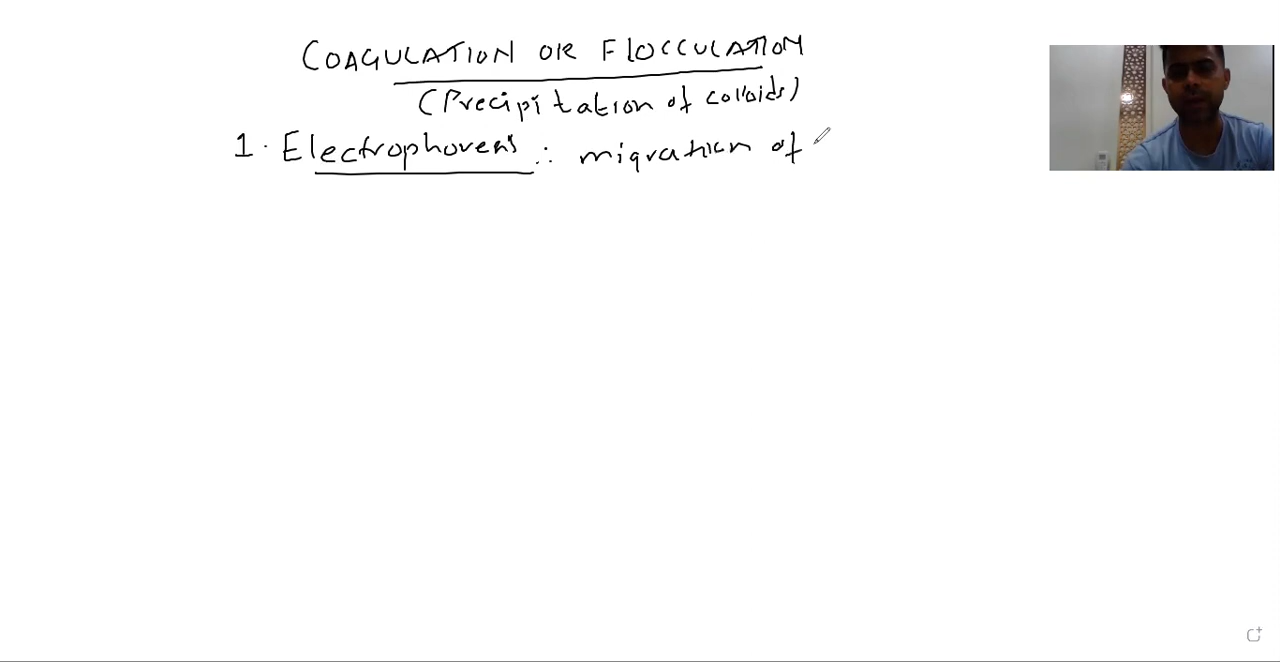 COAGULATION OR FLOCCULATION
(Precipitation of colloids)
1. Electrophoresis : migration of